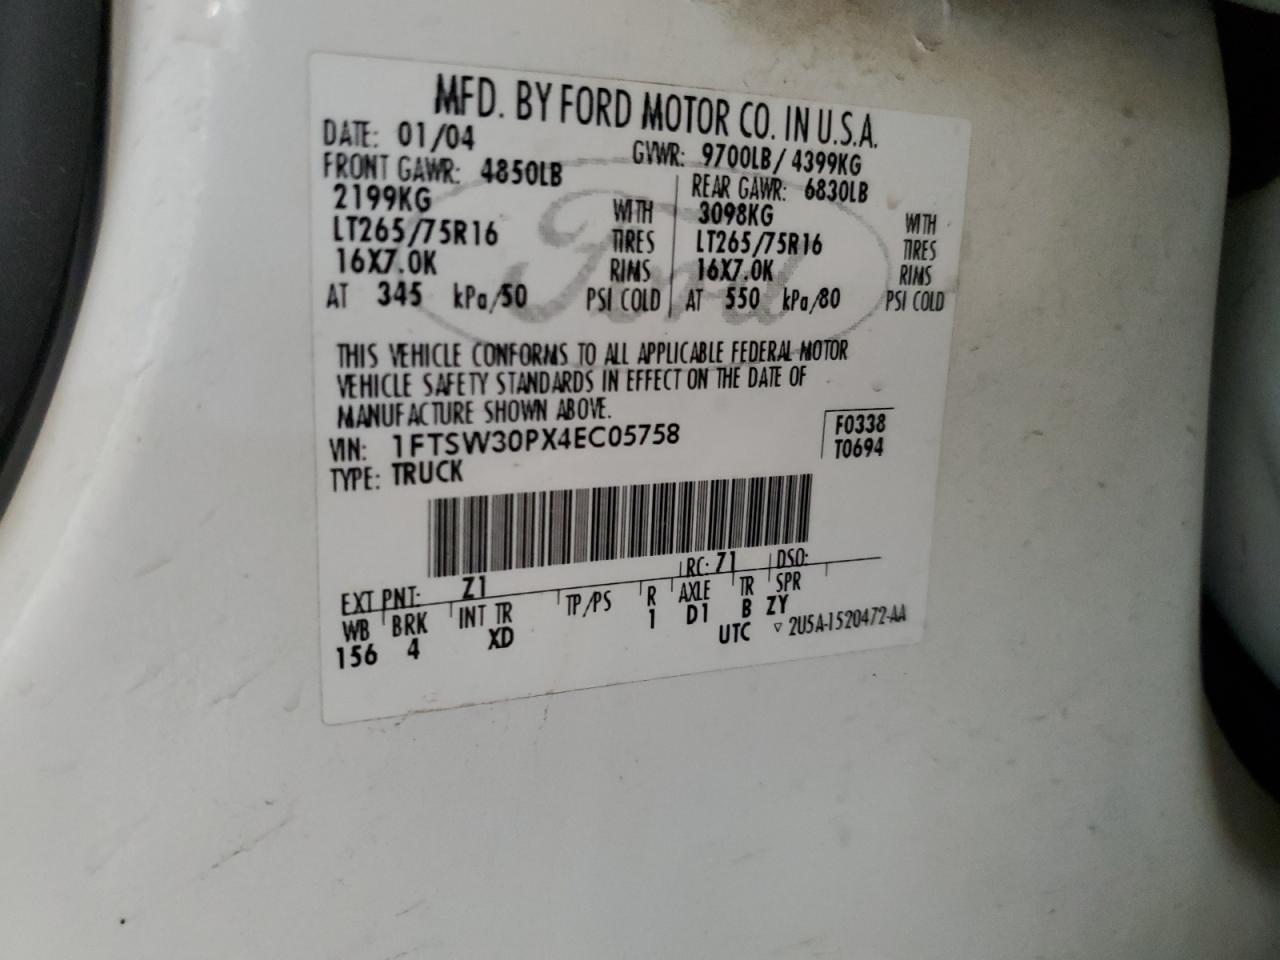 MFD. BY FORD MOTOR CO. IN U.S.A.
DATE: 01/04 GVWR: 9700LB/4399KG
FRONT GAWR: 4850LB REAR GAWR: 6830LB
2199KG WITH 3098KG WITH
LT265/75R16 TIRES LT265/75R16 TIRES
16X7.0K RIMS 16X7.0K RIMS
AT 345 kPa/50 PSI COLD AT 550 kPa/80 PSI COLD
Ford
THIS VEHICLE CONFORMS TO ALL APPLICABLE FEDERAL MOTOR
VEHICLE SAFETY STANDARDS IN EFFECT ON THE DATE OF
MANUFACTURE SHOWN ABOVE.
VIN: 1FTSW30PX4EC05758 F0338
TYPE: TRUCK T0694
EXT PNT: Z1 RC: 71 DSO:
WB BRK INT TR TP/PS R AXLE TR SPR
156 4 XD 1 D1 B ZY
UTC ▽ 2U5A-1520472-AA